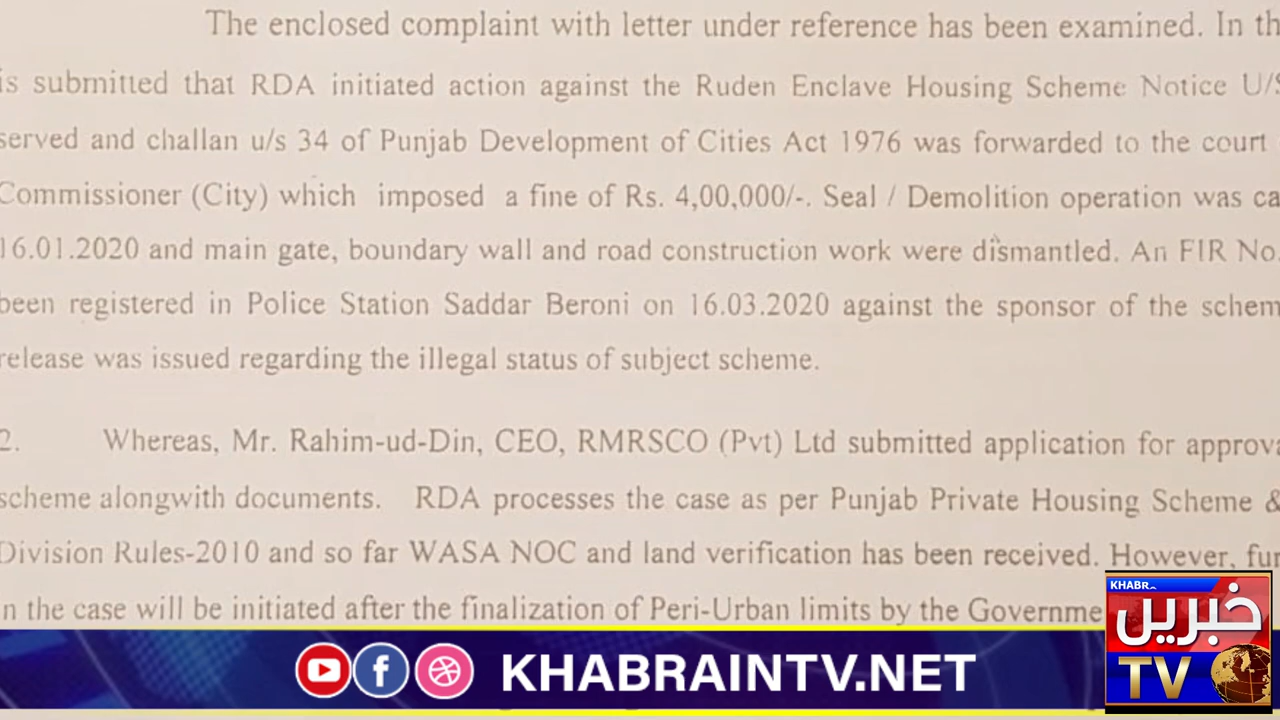 The enclosed complaint with letter under reference has been examined. In th
is submitted that RDA initiated action against the Ruden Enclave Housing Scheme Notice U/S
served and challan u/s 34 of Punjab Development of Cities Act 1976 was forwarded to the court
Commissioner (City) which imposed a fine of Rs. 4,00,000/-. Seal / Demolition operation was ca
16.01.2020 and main gate, boundary wall and road construction work were dismantled. An FIR No.
been registered in Police Station Saddar Beroni on 16.03.2020 against the sponsor of the schem
release was issued regarding the illegal status of subject scheme.
2. Whereas, Mr. Rahim-ud-Din, CEO, RMRSCO (Pvt) Ltd submitted application for approva
scheme alongwith documents. RDA processes the case as per Punjab Private Housing Scheme &
Division Rules-2010 and so far WASA NOC and land verification has been received. However, fur
in the case will be initiated after the finalization of Peri-Urban limits by the Governme
KHABR
خبریں
TV
KHABRAINTV.NET